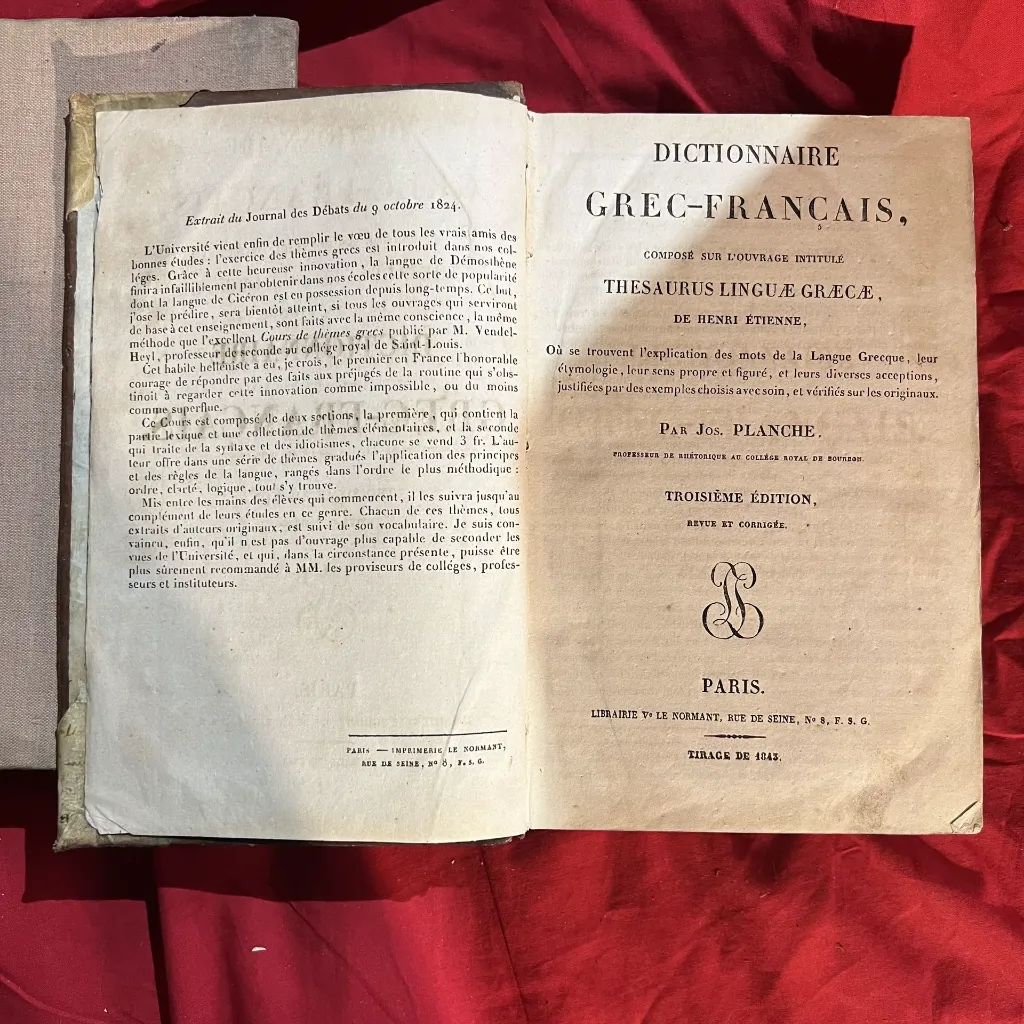 Extrait du Journal des Débats du 9 octobre 1824.
L'Université vient enfin de remplir le vœu de tous les vrais amis des
bonnes études : l'exercice des thèmes grecs est introduit dans nos col-
léges. Grâce à cette heureuse innovation, la langue de Démosthène
finira infailliblement par obtenir dans nos écoles cette sorte de popularité
dont la langue de Cicéron est en possession depuis long-temps. Ce but,
j'ose le prédire, sera bientôt atteint, si tous les ouvrages qui serviront
de base à cet enseignement, sont faits avec la même conscience, la même
méthode que l'excellent Cours de thèmes grecs publié par M. Vendel-
Heyl, professeur de seconde au collége royal de Saint-Louis.
Cet habile helléniste a eu, je crois, le premier en France l'honorable
courage de répondre par des faits aux préjugés de la routine qui s'obs-
tinoit à regarder cette innovation comme impossible, ou du moins
comme superflue.
Ce Cours est composé de deux sections, la première, qui contient la
partie lexique et une collection de thèmes élémentaires, et la seconde
qui traite de la syntaxe et des idiotismes, chacune se vend 3 fr. L'au-
teur offre dans une série de thèmes gradués l'application des principes
et des règles de la langue, rangés dans l'ordre le plus méthodique :
ordre, clarté, logique, tout s'y trouve.
Mis entre les mains des élèves qui commencent, il les suivra jusqu'au
complément de leurs études en ce genre. Chacun de ces thèmes, tous
extraits d'auteurs originaux, est suivi de son vocabulaire. Je suis con-
vaincu, enfin, qu'il n'est pas d'ouvrage plus capable de seconder les
vues de l'Université, et qui, dans la circonstance présente, puisse être
plus sûrement recommandé à MM. les proviseurs de colléges, profes-
seurs et instituteurs.
PARIS — IMPRIMERIE LE NORMANT,
RUE DE SEINE, Nº 8, F. S. G.
DICTIONNAIRE
GREC-FRANÇAIS,
COMPOSÉ SUR L'OUVRAGE INTITULÉ
THESAURUS LINGUÆ GRÆCÆ,
DE HENRI ÉTIENNE,
Où se trouvent l'explication des mots de la Langue Grecque, leur
étymologie, leur sens propre et figuré, et leurs diverses acceptions,
justifiées par des exemples choisis avec soin, et vérifiés sur les originaux.
PAR JOS. PLANCHE,
PROFESSEUR DE RHÉTORIQUE AU COLLÉGE ROYAL DE BOURBON.
TROISIÈME ÉDITION,
REVUE ET CORRIGÉE.
PARIS.
LIBRAIRIE Vᵉ LE NORMANT, RUE DE SEINE, Nº 8, F. S. G.
TIRAGE DE 1843.